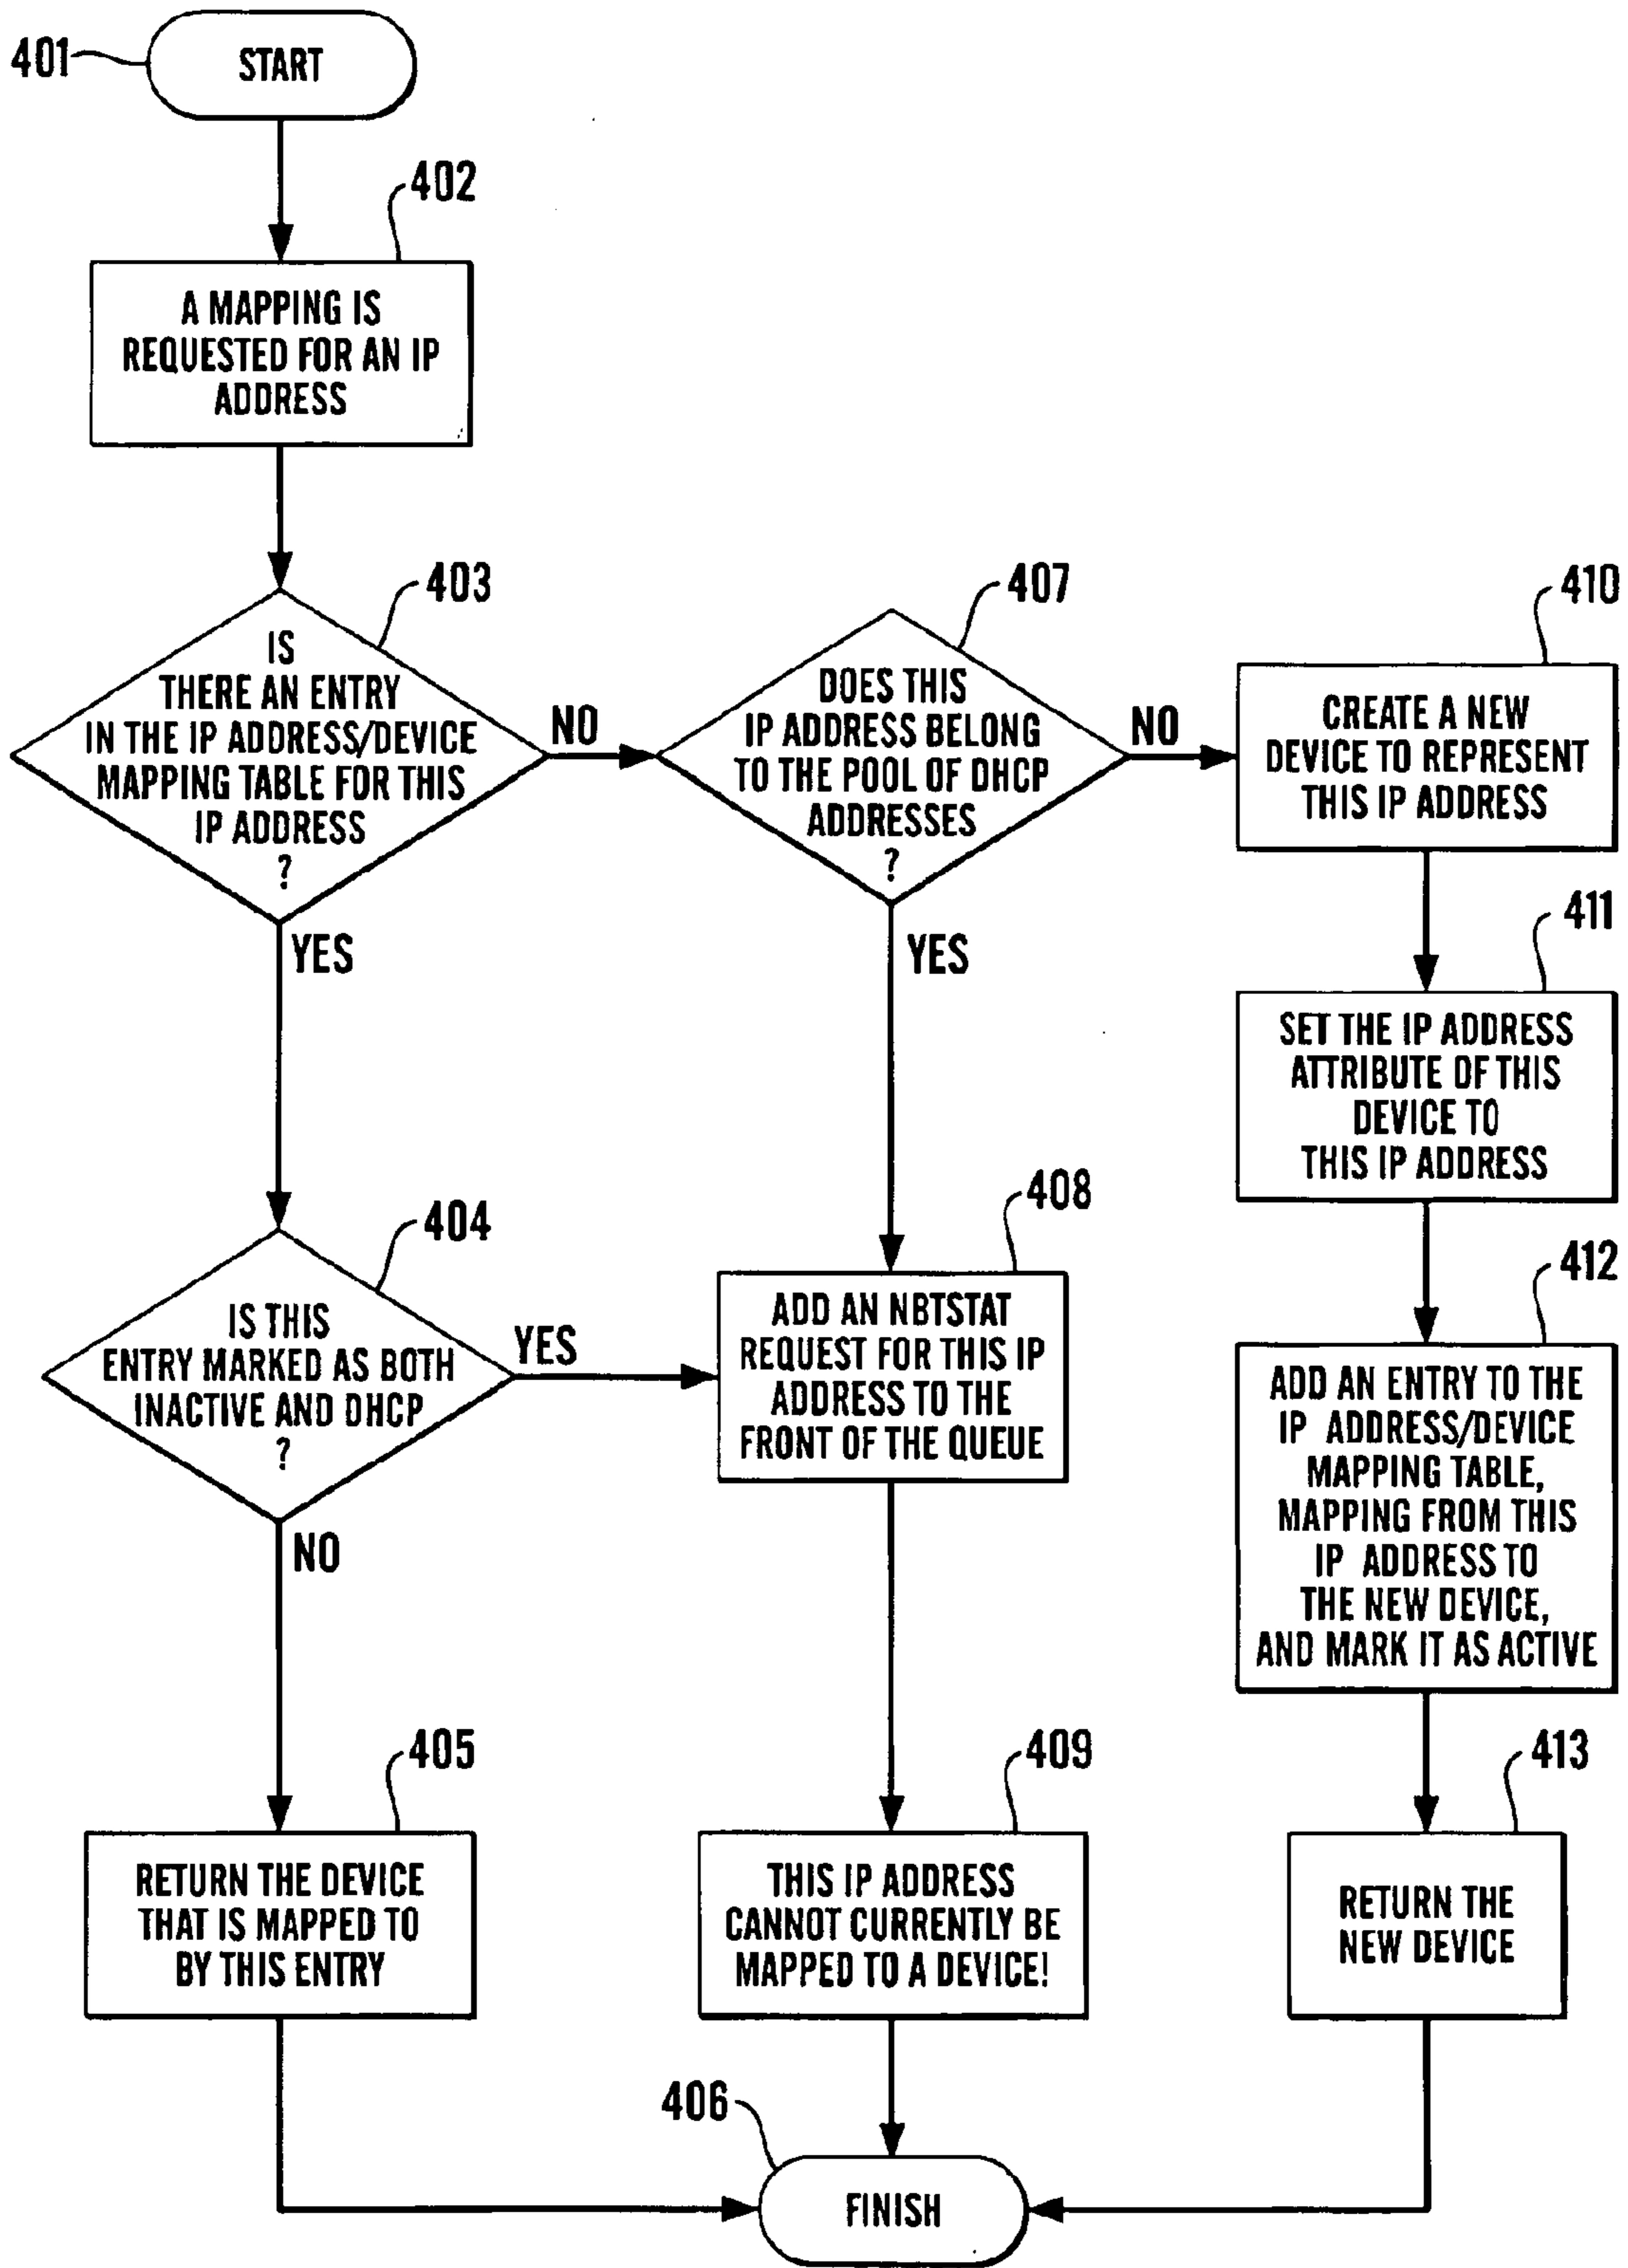 401
START
402
A MAPPING IS
REQUESTED FOR AN IP
ADDRESS
403
IS
THERE AN ENTRY
IN THE IP ADDRESS/DEVICE
MAPPING TABLE FOR THIS
IP ADDRESS
?
NO
YES
407
DOES THIS
IP ADDRESS BELONG
TO THE POOL OF DHCP
ADDRESSES
?
NO
YES
410
CREATE A NEW
DEVICE TO REPRESENT
THIS IP ADDRESS
411
SET THE IP ADDRESS
ATTRIBUTE OF THIS
DEVICE TO
THIS IP ADDRESS
404
IS THIS
ENTRY MARKED AS BOTH
INACTIVE AND DHCP
?
YES
NO
408
ADD AN NBTSTAT
REQUEST FOR THIS IP
ADDRESS TO THE
FRONT OF THE QUEUE
412
ADD AN ENTRY TO THE
IP ADDRESS/DEVICE
MAPPING TABLE,
MAPPING FROM THIS
IP ADDRESS TO
THE NEW DEVICE,
AND MARK IT AS ACTIVE
405
RETURN THE DEVICE
THAT IS MAPPED TO
BY THIS ENTRY
409
THIS IP ADDRESS
CANNOT CURRENTLY BE
MAPPED TO A DEVICE!
413
RETURN THE
NEW DEVICE
406
FINISH